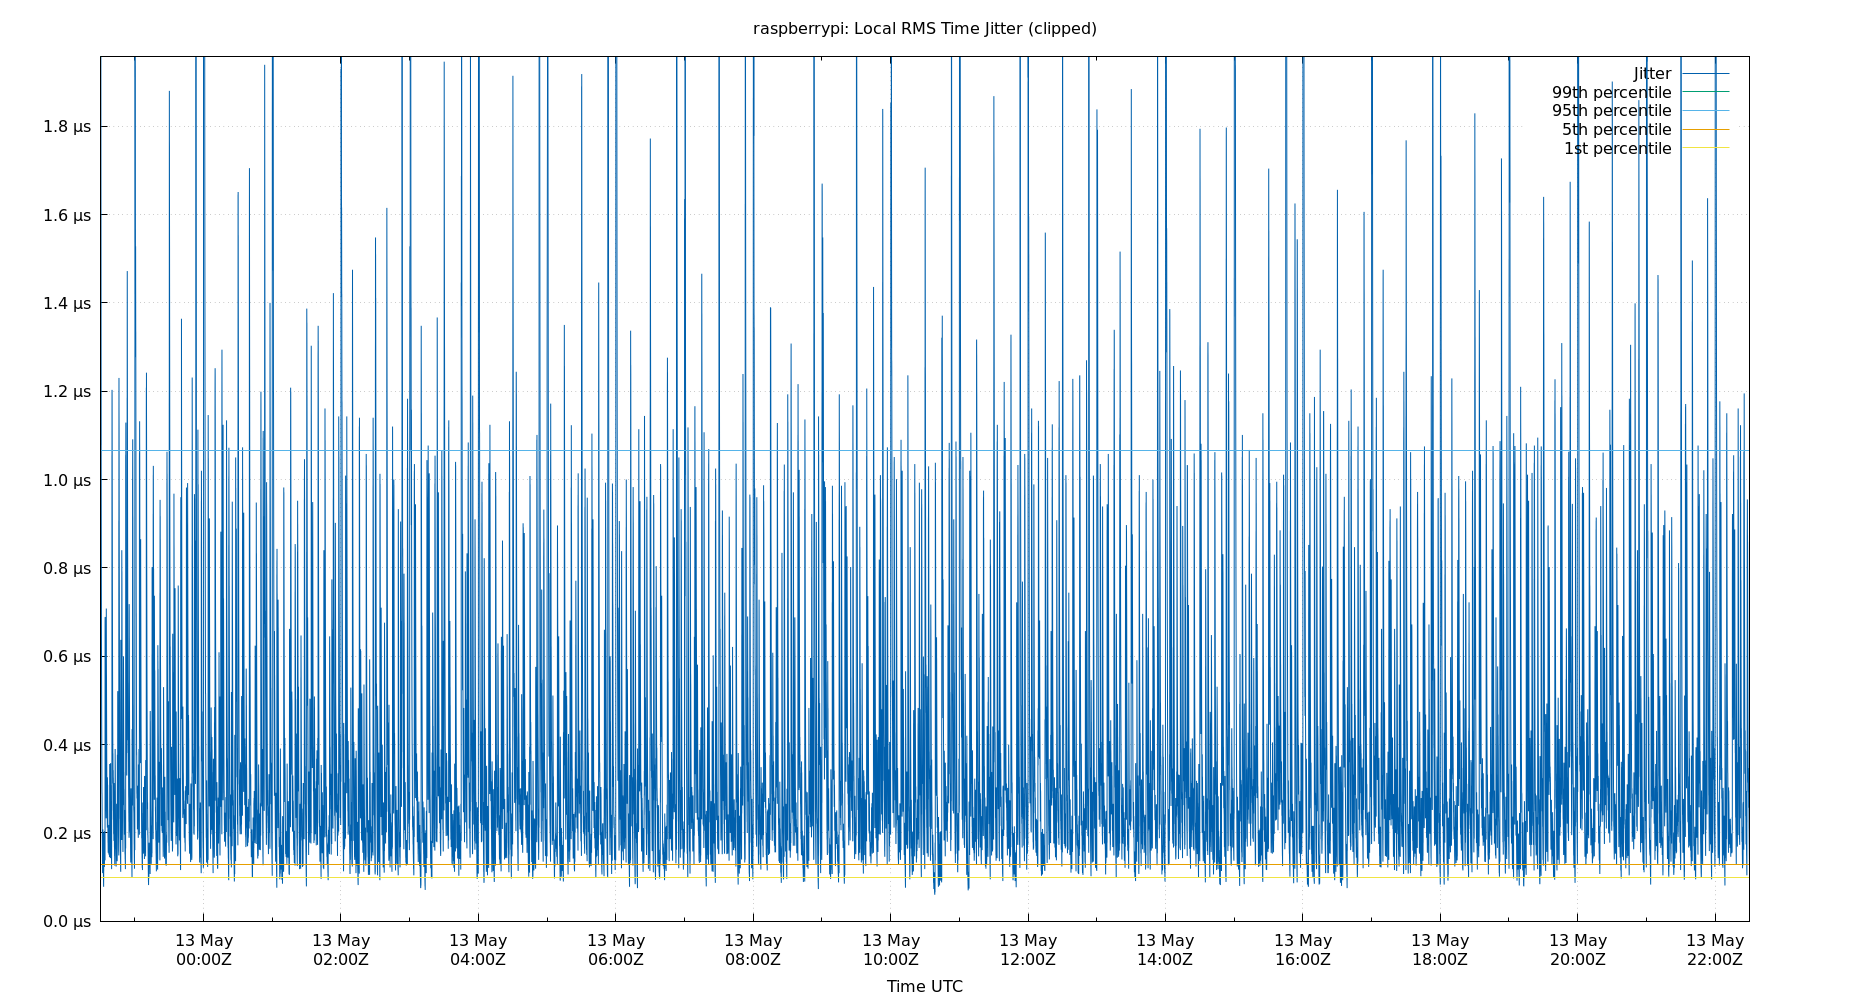 raspberrypi: Local RMS Time Jitter (clipped)
Jitter
99th percentile
95th percentile
5th percentile
1st percentile
1.8 µs
1.6 µs
1.4 µs
1.2 µs
1.0 µs
0.8 µs
0.6 µs
0.4 µs
0.2 µs
0.0 µs
13 May 13 May 13 May 13 May 13 May 13 May 13 May 13 May 13 May 13 May 13 May 13 May
00:00Z 02:00Z 04:00Z 06:00Z 08:00Z 10:00Z 12:00Z 14:00Z 16:00Z 18:00Z 20:00Z 22:00Z
Time UTC